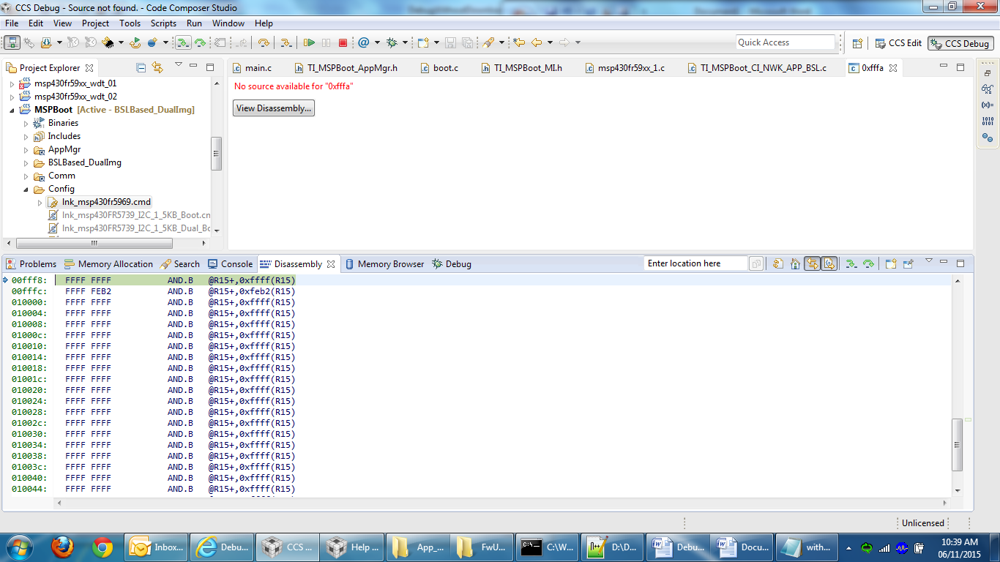 CCS Debug - Source not found. - Code Composer Studio
File Edit View Project Tools Scripts Run Window Help
Quick Access CCS Edit CCS Debug
Project Explorer
msp430fr59xx_wdt_01
msp430fr59xx_wdt_02
MSPBoot [Active - BSLBased_DualImg]
Binaries
Includes
AppMgr
BSLBased_DualImg
Comm
Config
lnk_msp430fr5969.cmd
lnk_msp430FR5739_I2C_1_5KB_Boot.cn
lnk_msp430FR5739_I2C_1_5KB_Dual_Bo
main.c TI_MSPBoot_AppMgr.h boot.c TI_MSPBoot_MI.h msp430fr59xx_1.c TI_MSPBoot_CI_NWK_APP_BSL.c 0xfffa
No source available for "0xfffa"
View Disassembly...
Problems Memory Allocation Search Console Disassembly Memory Browser Debug Enter location here
00fff8: FFFF FFFF AND.B @R15+,0xffff(R15)
00fffc: FFFF FEB2 AND.B @R15+,0xfeb2(R15)
010000: FFFF FFFF AND.B @R15+,0xffff(R15)
010004: FFFF FFFF AND.B @R15+,0xffff(R15)
010008: FFFF FFFF AND.B @R15+,0xffff(R15)
01000c: FFFF FFFF AND.B @R15+,0xffff(R15)
010010: FFFF FFFF AND.B @R15+,0xffff(R15)
010014: FFFF FFFF AND.B @R15+,0xffff(R15)
010018: FFFF FFFF AND.B @R15+,0xffff(R15)
01001c: FFFF FFFF AND.B @R15+,0xffff(R15)
010020: FFFF FFFF AND.B @R15+,0xffff(R15)
010024: FFFF FFFF AND.B @R15+,0xffff(R15)
010028: FFFF FFFF AND.B @R15+,0xffff(R15)
01002c: FFFF FFFF AND.B @R15+,0xffff(R15)
010030: FFFF FFFF AND.B @R15+,0xffff(R15)
010034: FFFF FFFF AND.B @R15+,0xffff(R15)
010038: FFFF FFFF AND.B @R15+,0xffff(R15)
01003c: FFFF FFFF AND.B @R15+,0xffff(R15)
010040: FFFF FFFF AND.B @R15+,0xffff(R15)
010044: FFFF FFFF AND.B @R15+,0xffff(R15)
Unlicensed
Inbox... Debu... CCS ... Help ... App_... FwU... C:\W... D:\D... Debu... Docu... with...
10:39 AM
06/11/2015